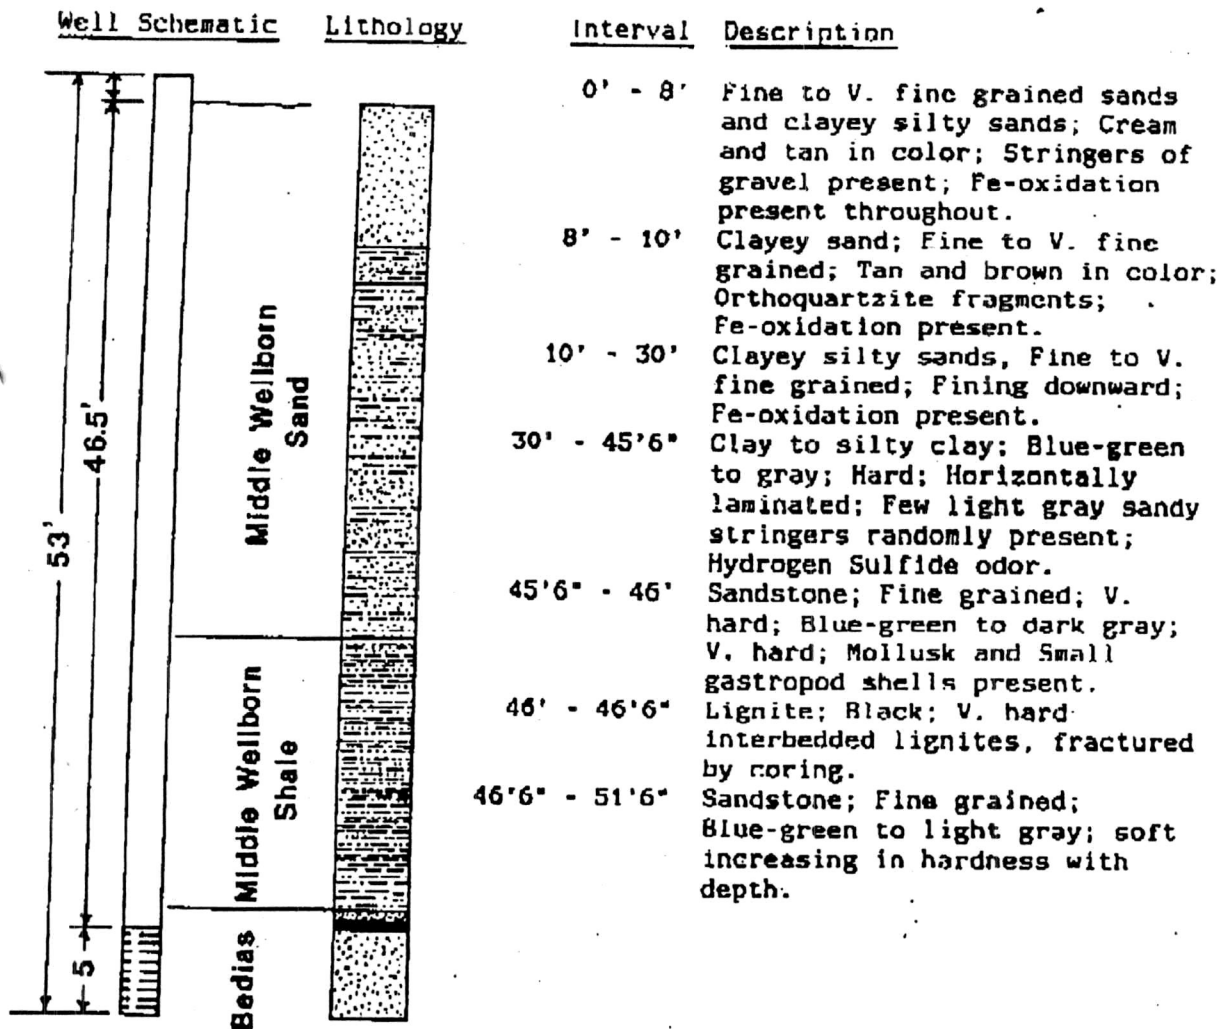 Well Schematic Lithology Interval Description
0' - 8' Fine to V. fine grained sands
and clayey silty sands; Cream
and tan in color; Stringers of
gravel present; Fe-oxidation
present throughout.
8' - 10' Clayey sand; Fine to V. fine
grained; Tan and brown in color;
Orthoquartzite fragments;
Fe-oxidation present.
10' - 30' Clayey silty sands, Fine to V.
fine grained; Fining downward;
Fe-oxidation present.
30' - 45'6" Clay to silty clay; Blue-green
to gray; Hard; Horizontally
laminated; Few light gray sandy
stringers randomly present;
Hydrogen Sulfide odor.
45'6" - 46' Sandstone; Fine grained; V.
hard; Blue-green to dark gray;
V. hard; Mollusk and Small
gastropod shells present.
46' - 46'6" Lignite; Black; V. hard
interbedded lignites, fractured
by coring.
46'6" - 51'6" Sandstone; Fine grained;
Blue-green to light gray; soft
increasing in hardness with
depth.
53'
46.5'
5
Middle Wellborn
Sand
Middle Wellborn
Shale
Bedias